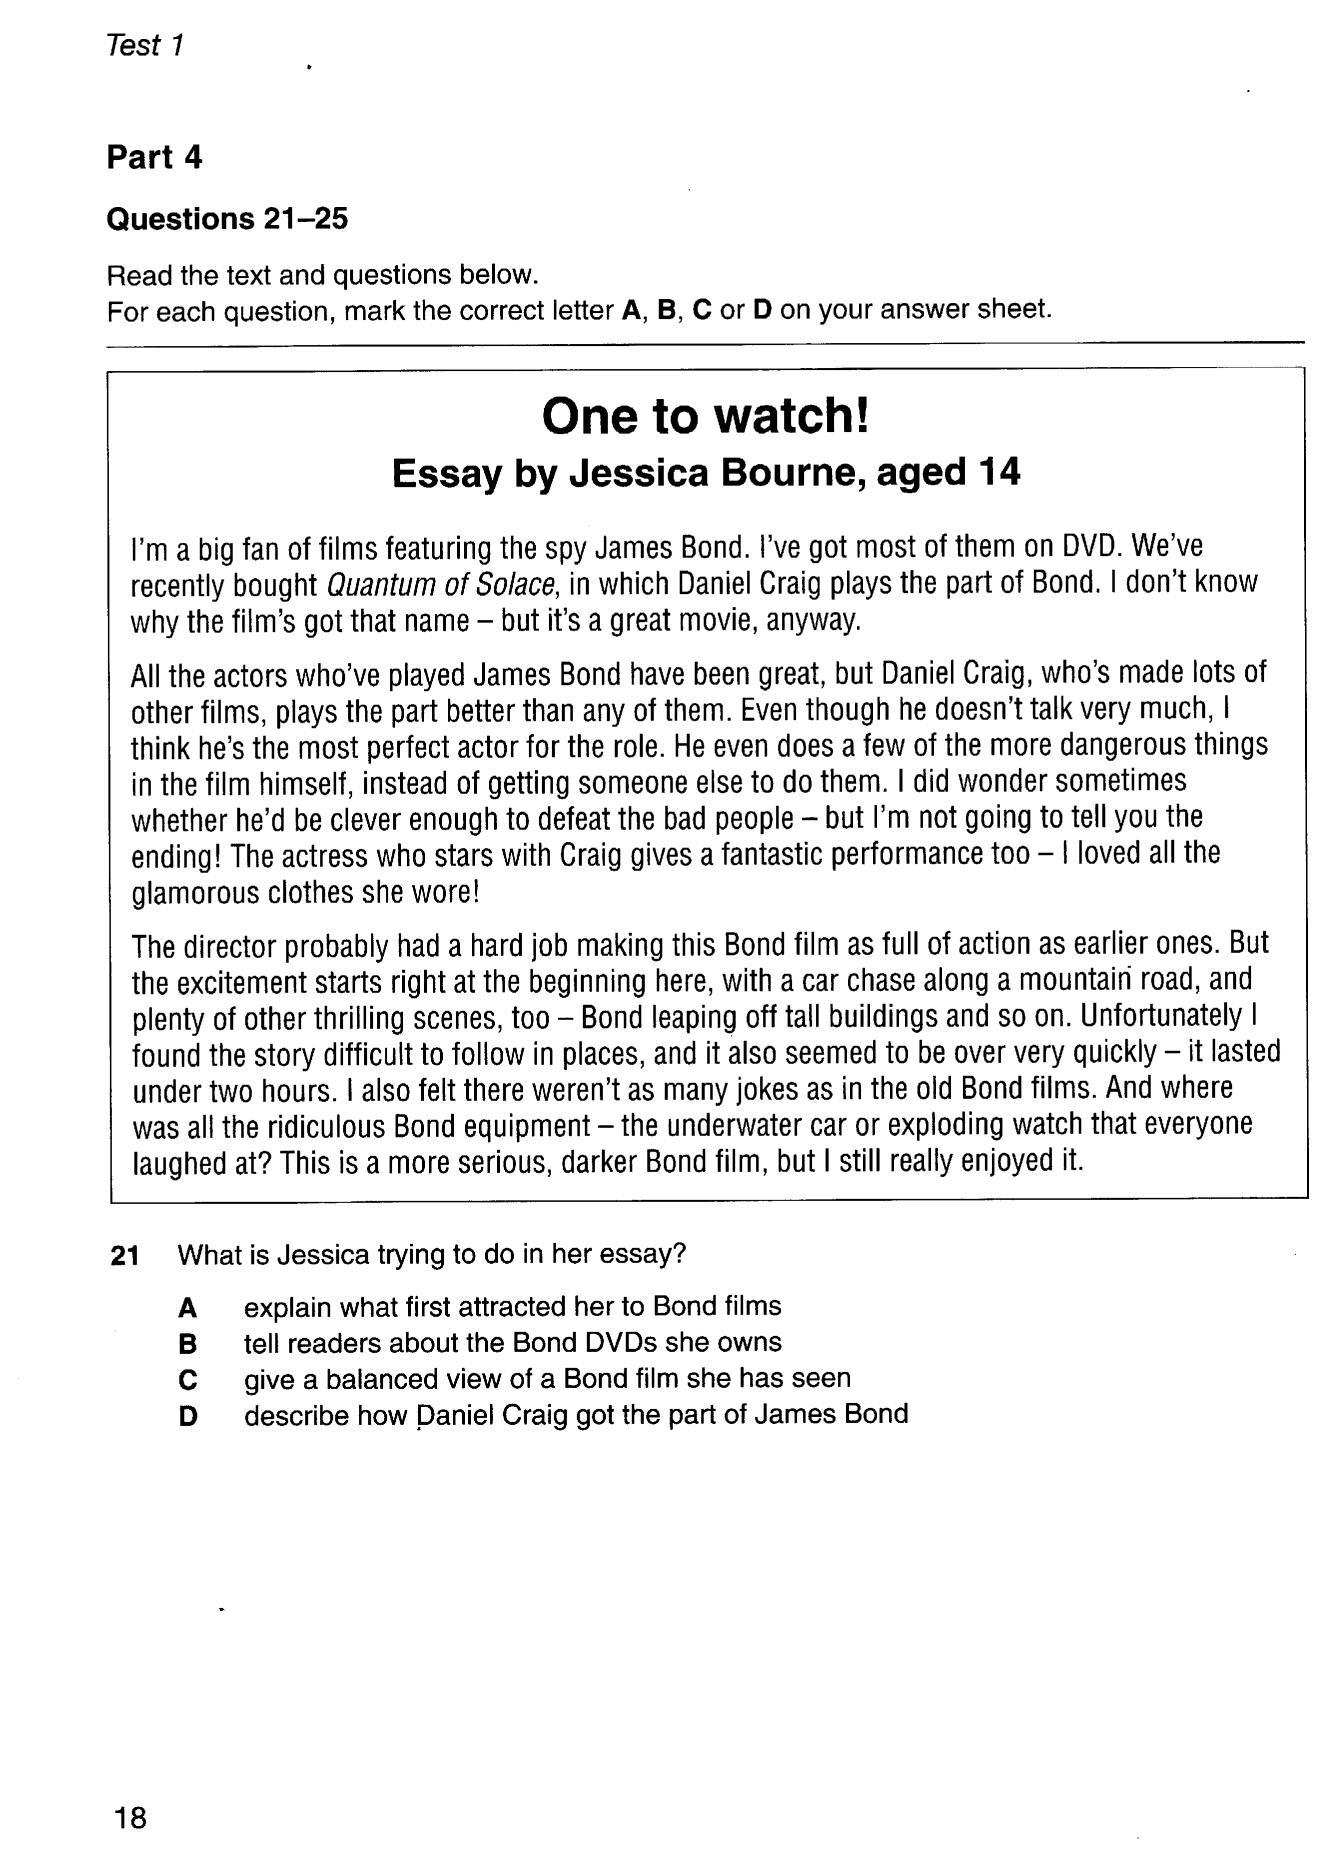 Test 1
Part 4
Questions 21–25
Read the text and questions below.
For each question, mark the correct letter A, B, C or D on your answer sheet.
One to watch!
Essay by Jessica Bourne, aged 14
I'm a big fan of films featuring the spy James Bond. I've got most of them on DVD. We've
recently bought Quantum of Solace, in which Daniel Craig plays the part of Bond. I don't know
why the film's got that name – but it's a great movie, anyway.
All the actors who've played James Bond have been great, but Daniel Craig, who's made lots of
other films, plays the part better than any of them. Even though he doesn't talk very much, I
think he's the most perfect actor for the role. He even does a few of the more dangerous things
in the film himself, instead of getting someone else to do them. I did wonder sometimes
whether he'd be clever enough to defeat the bad people – but I'm not going to tell you the
ending! The actress who stars with Craig gives a fantastic performance too – I loved all the
glamorous clothes she wore!
The director probably had a hard job making this Bond film as full of action as earlier ones. But
the excitement starts right at the beginning here, with a car chase along a mountain road, and
plenty of other thrilling scenes, too – Bond leaping off tall buildings and so on. Unfortunately I
found the story difficult to follow in places, and it also seemed to be over very quickly – it lasted
under two hours. I also felt there weren't as many jokes as in the old Bond films. And where
was all the ridiculous Bond equipment – the underwater car or exploding watch that everyone
laughed at? This is a more serious, darker Bond film, but I still really enjoyed it.
21 What is Jessica trying to do in her essay?
A explain what first attracted her to Bond films
B tell readers about the Bond DVDs she owns
C give a balanced view of a Bond film she has seen
D describe how Daniel Craig got the part of James Bond
18